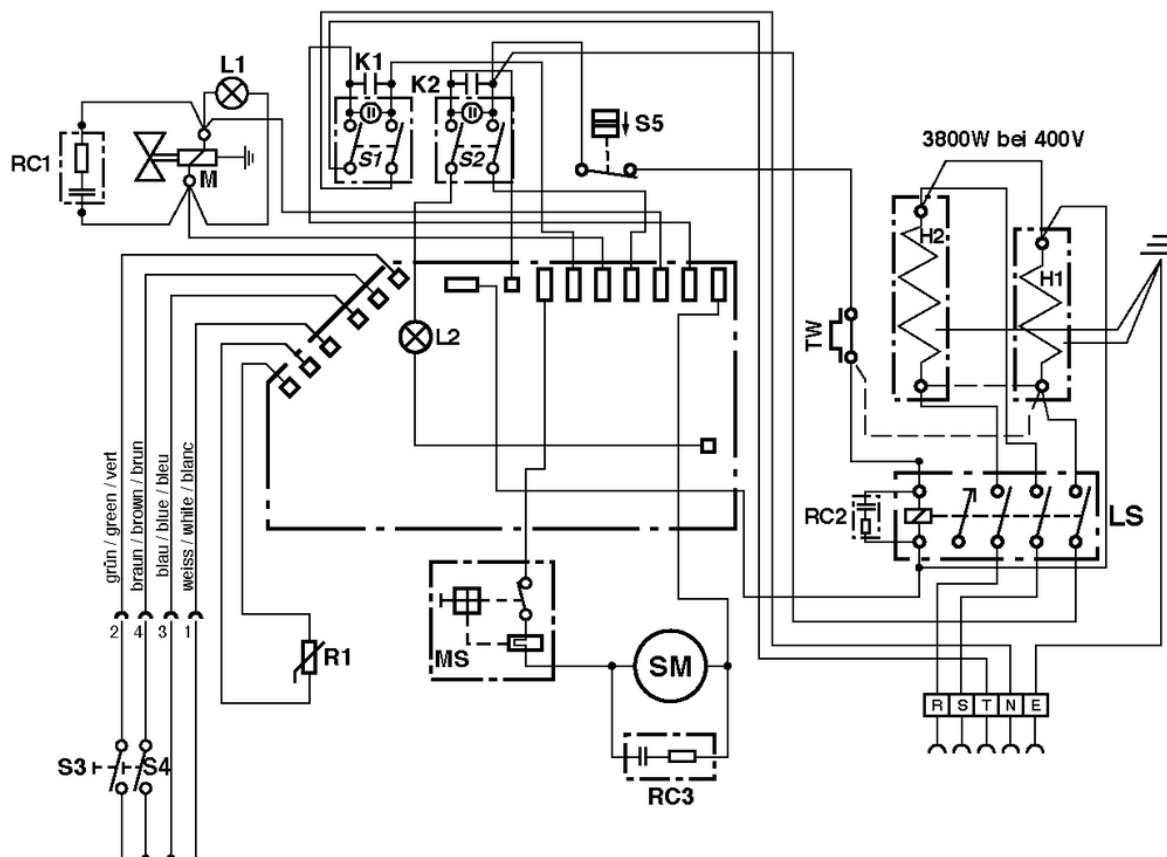 L1
K1
K2
S5
3800W bei 400V
RC1
M
S1
S2
H2
H1
L2
TW
grün / green / vert
braun / brown / brun
blau / blue / bleu
weiss / white / blanc
RC2
LS
2
4
3
1
R1
MS
SM
R S T N E
S3
S4
RC3